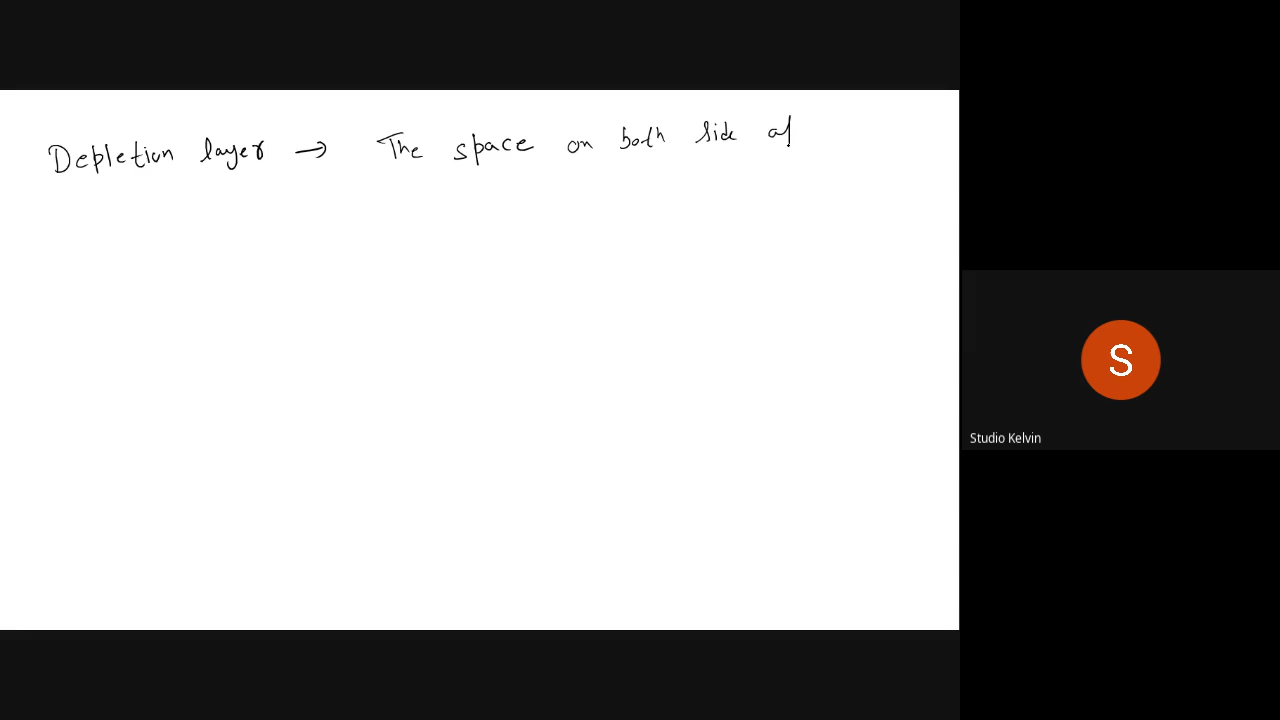 Depletion layer → The space on both side of
S
Studio Kelvin